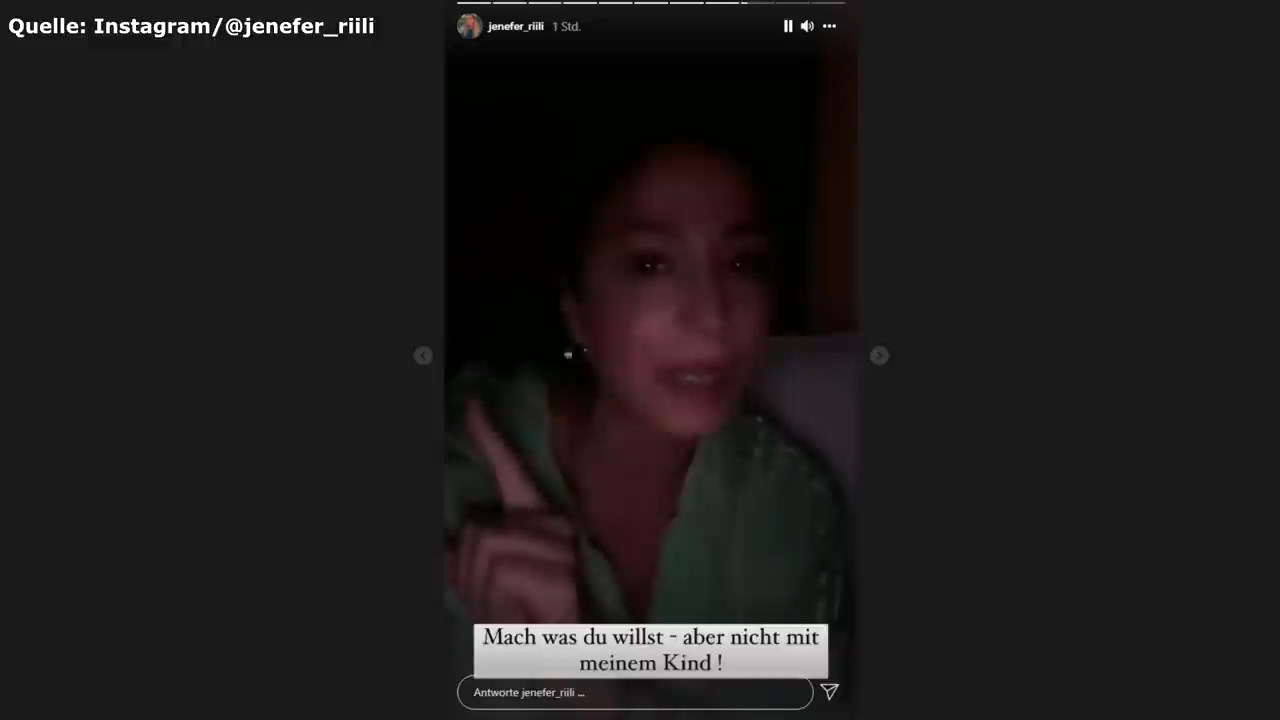 Quelle: Instagram/@jenefer_riili
jenefer_riili 1 Std.
Mach was du willst - aber nicht mit
meinem Kind !
Antworte jenefer_riili ...